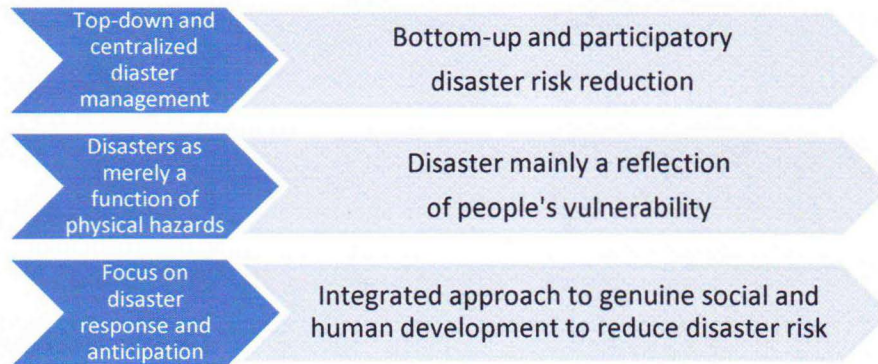 Top-down and
centralized
diaster
management
Bottom-up and participatory
disaster risk reduction
Disasters as
merely a
function of
physical hazards
Disaster mainly a reflection
of people's vulnerability
Focus on
disaster
response and
anticipation
Integrated approach to genuine social and
human development to reduce disaster risk